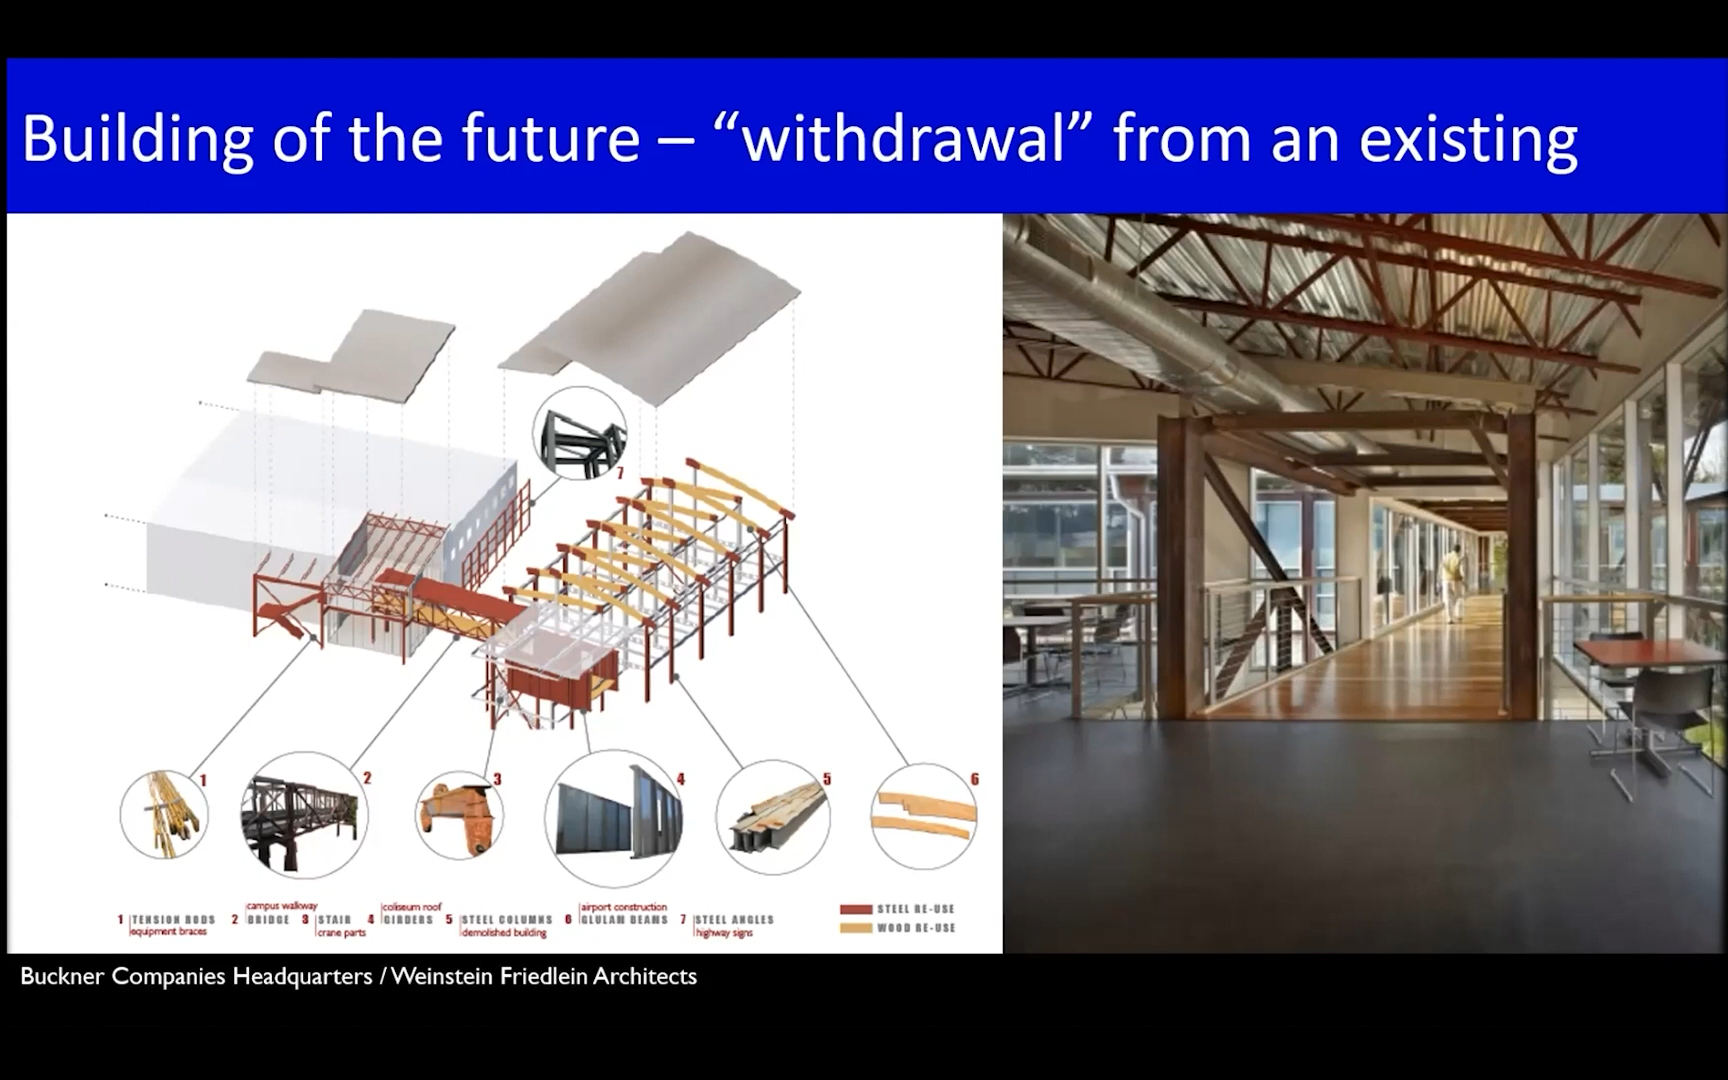 Building of the future – “withdrawal” from an existing
7
1
2
3
4
5
6
campus walkway
coliseum roof
airport construction
1 TENSION RODS 2 BRIDGE 3 STAIR 4 GIRDERS 5 STEEL COLUMNS 6 GLULAM BEAMS 7 STEEL ANGLES
equipment braces
crane parts
demolished building
highway signs
STEEL RE-USE
WOOD RE-USE
Buckner Companies Headquarters / Weinstein Friedlein Architects